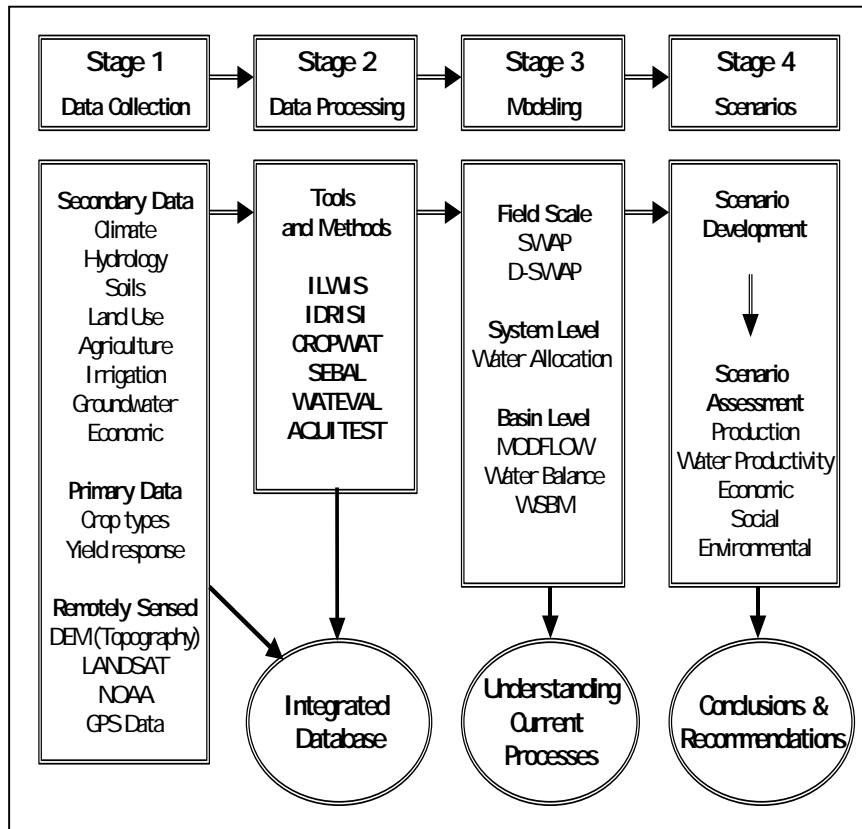 Stage 1
Data Collection
Stage 2
Data Processing
Stage 3
Modeling
Stage 4
Scenarios
Secondary Data
Climate
Hydrology
Soils
Land Use
Agriculture
Irrigation
Groundwater
Economic
Primary Data
Crop types
Yield response
Remotely Sensed
DEM (Topography)
LANDSAT
NOAA
GPS Data
Tools
and Methods
ILWIS
IDRISI
CROPWAT
SEBAL
WATEVAL
AQUITEST
Integrated
Database
Field Scale
SWAP
D-SWAP
System Level
Water Allocation
Basin Level
MODFLOW
Water Balance
WSBM
Understanding
Current
Processes
Scenario
Development
Scenario
Assessment
Production
Water Productivity
Economic
Social
Environmental
Conclusions &
Recommendations